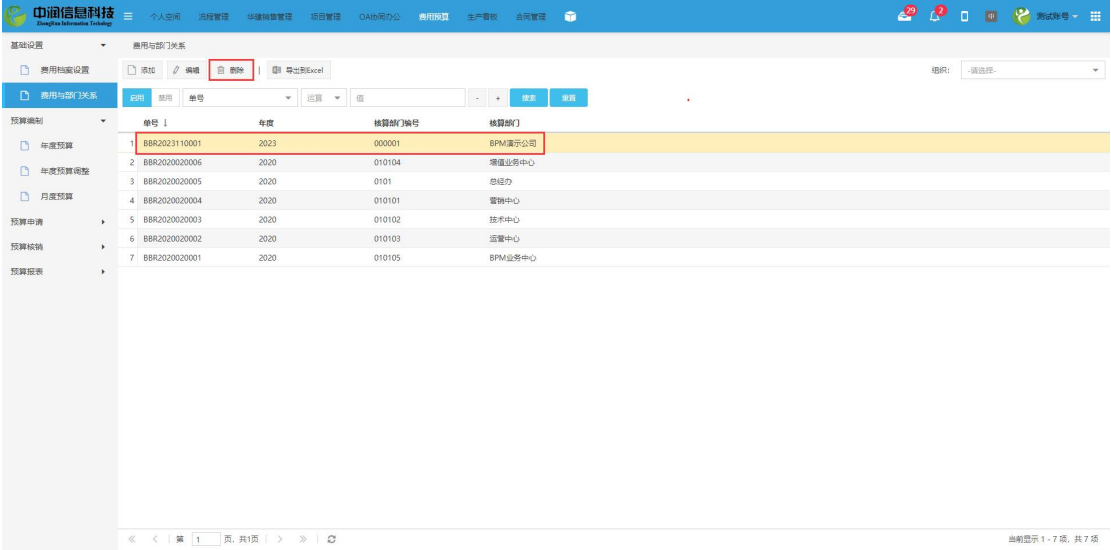 中润信息科技 个人空间 流程管理 华建销售管理 项目管理 OA协同办公 费用预算 生产看板 合同管理 29 2 中 测试账号
ZhongRun Information Technology
基础设置 费用与部门关系
费用档案设置 添加 编辑 删除 | 导出到Excel 组织: -请选择-
费用与部门关系 启用 禁用 单号 运算 值 - + 搜索 重置
预算编制 单号 ↓ 年度 核算部门编号 核算部门
年度预算 1 BBR2023110001 2023 000001 BPM演示公司
年度预算调整 2 BBR2020020006 2020 010104 增值业务中心
3 BBR2020020005 2020 0101 总经办
月度预算 4 BBR2020020004 2020 010101 营销中心
预算申请 5 BBR2020020003 2020 010102 技术中心
预算核销 6 BBR2020020002 2020 010103 运营中心
7 BBR2020020001 2020 010105 BPM业务中心
预算报表
第 1 页, 共1页 当前显示 1 - 7 项, 共 7 项